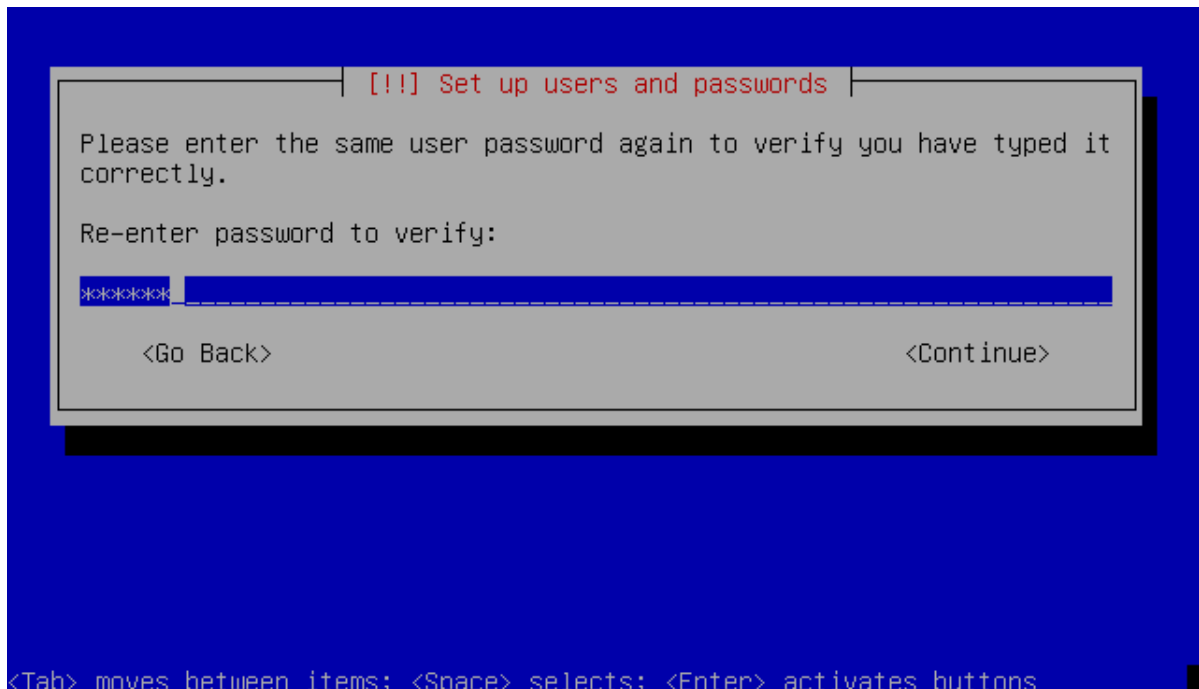 [!!] Set up users and passwords
Please enter the same user password again to verify you have typed it
correctly.
Re-enter password to verify:
******
<Go Back> <Continue>
<Tab> moves between items; <Space> selects; <Enter> activates buttons